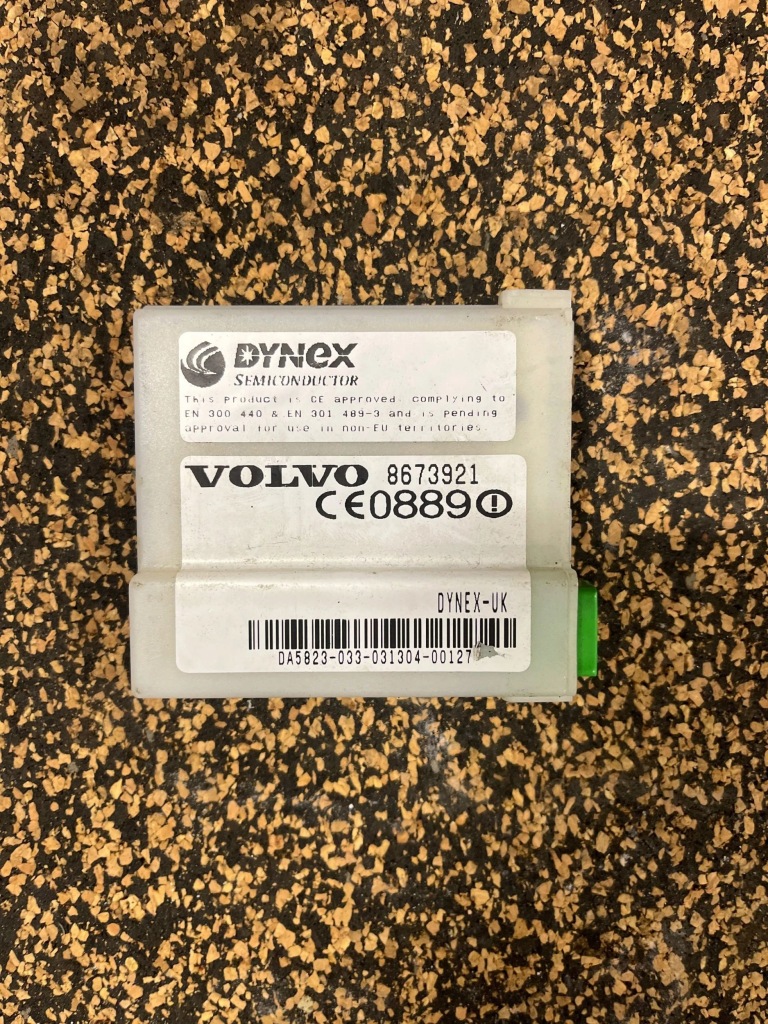 DYNEX
SEMICONDUCTOR
This product is CE approved, complying to
EN 300 440 & EN 301 489-3 and is pending
approval for use in non-EU territories.
VOLVO 8673921
CE0889
DYNEX-UK
DA5823-033-031304-00127